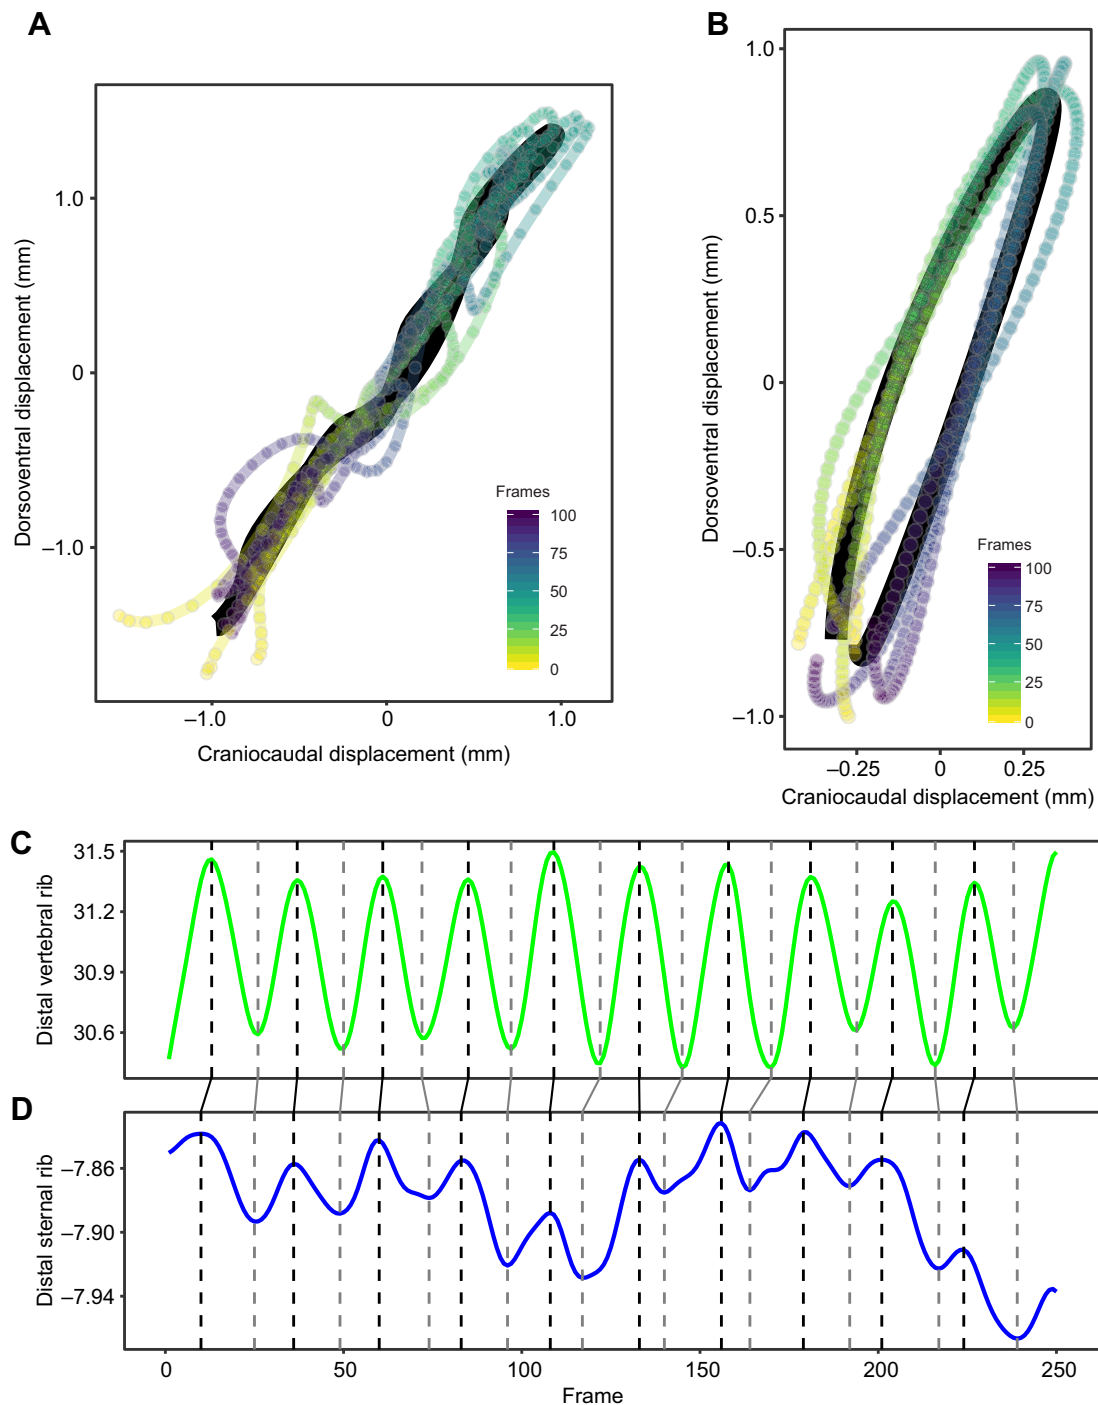 A
B
Dorsoventral displacement (mm)
1.0
0
–1.0
–1.0
0
1.0
Craniocaudal displacement (mm)
Frames
100
75
50
25
0
Dorsoventral displacement (mm)
1.0
0.5
0
–0.5
–1.0
–0.25
0
0.25
Craniocaudal displacement (mm)
Frames
100
75
50
25
0
C
Distal vertebral rib
31.5
31.2
30.9
30.6
D
Distal sternal rib
–7.86
–7.90
–7.94
0
50
100
150
200
250
Frame